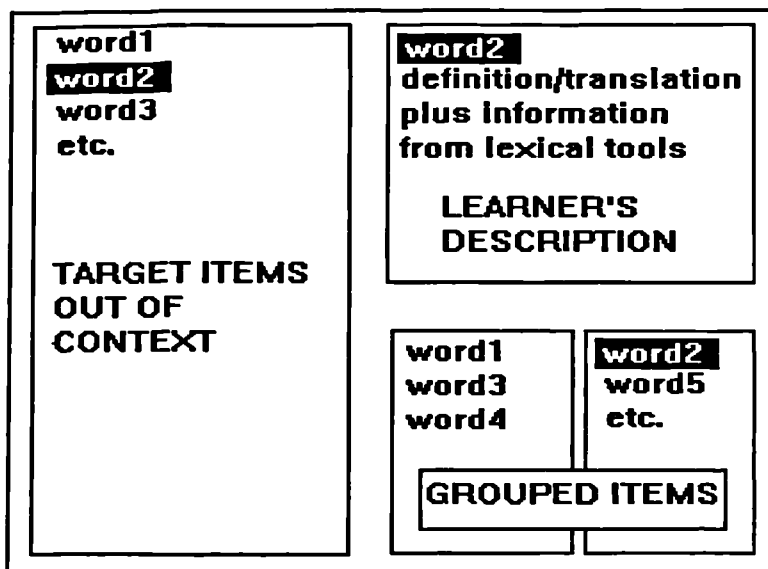 word1
word2
word3
etc.
TARGET ITEMS
OUT OF
CONTEXT
word2
definition/translation
plus information
from lexical tools
LEARNER'S
DESCRIPTION
word1
word3
word4
word2
word5
etc.
GROUPED ITEMS